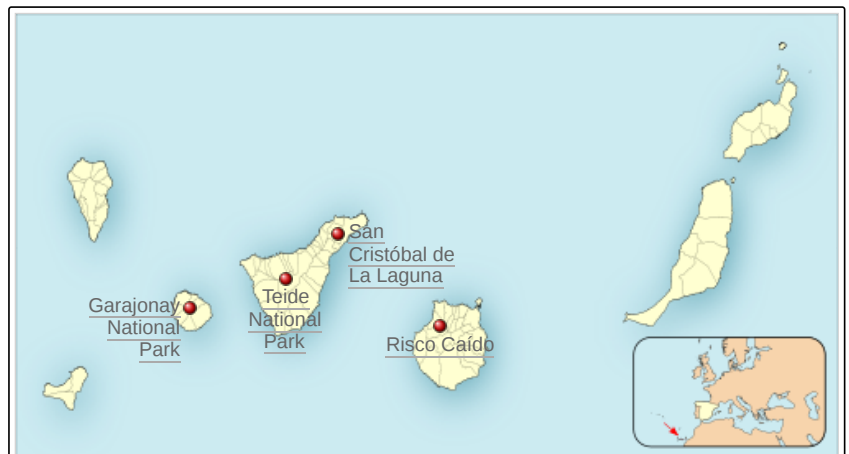 San
Cristóbal de
La Laguna
Garajonay
National
Park
Teide
National
Park
Risco Caído